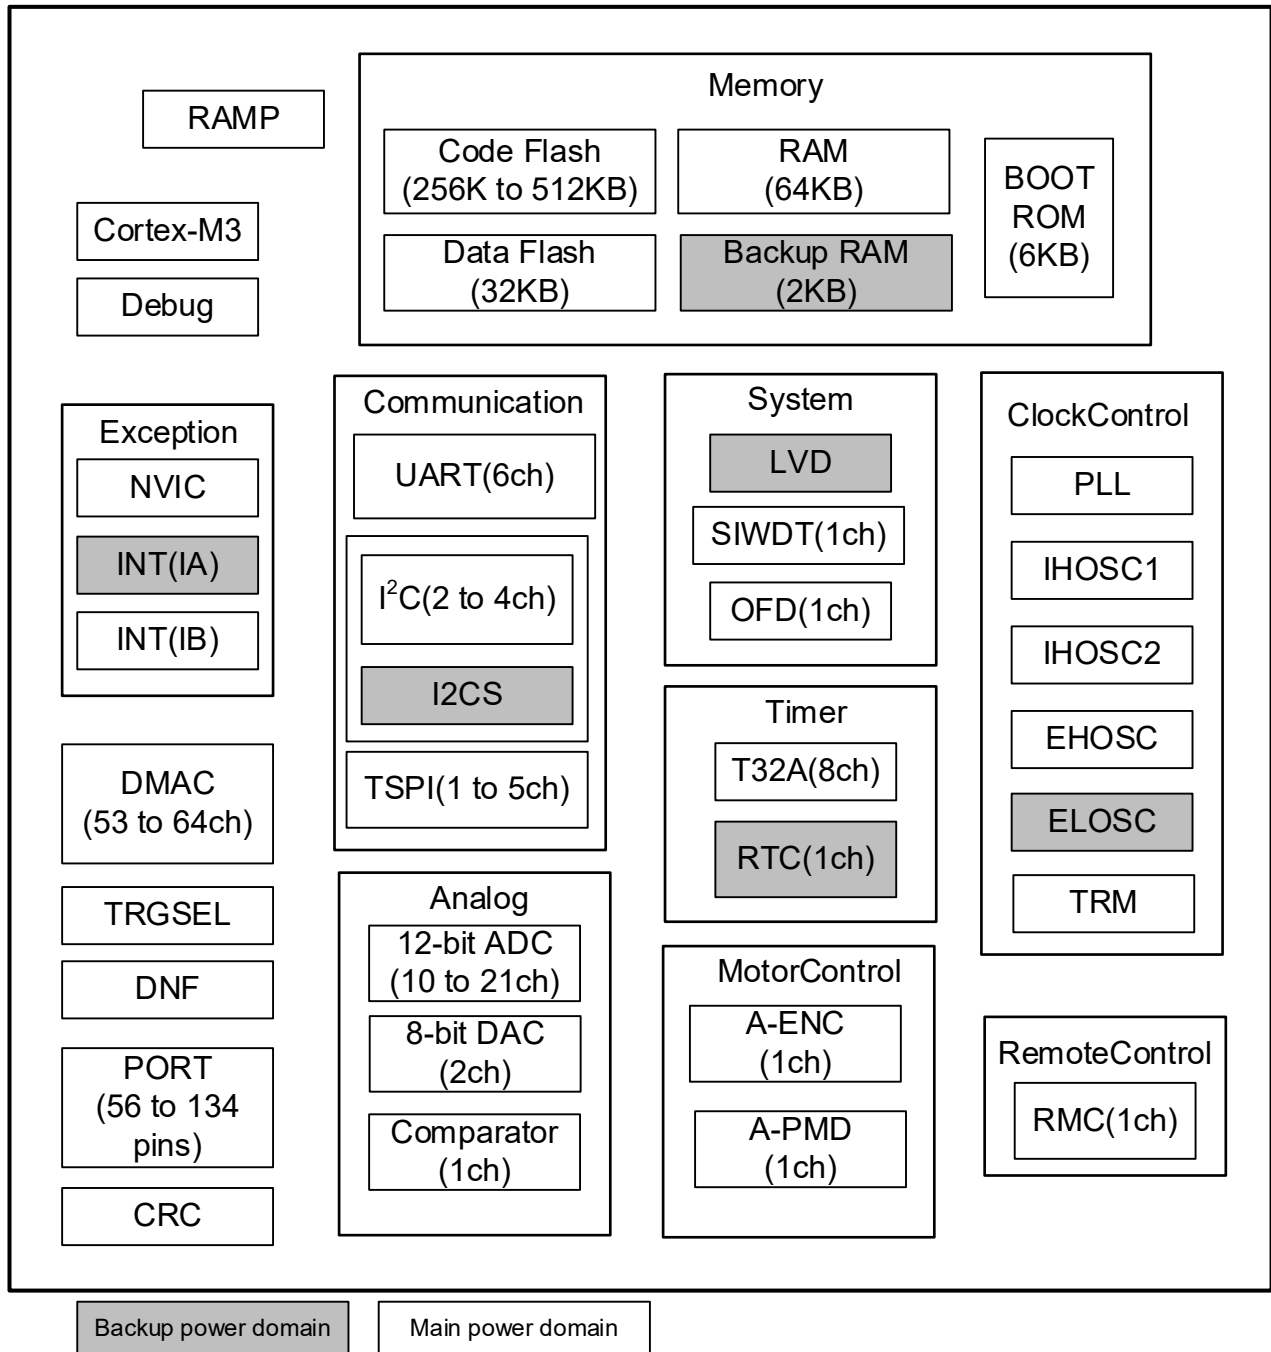 RAMP
Memory
Code Flash
(256K to 512KB)
RAM
(64KB)
BOOT
ROM
(6KB)
Data Flash
(32KB)
Backup RAM
(2KB)
Cortex-M3
Debug
Exception
NVIC
INT(IA)
INT(IB)
Communication
UART(6ch)
I²C(2 to 4ch)
I2CS
TSPI(1 to 5ch)
System
LVD
SIWDT(1ch)
OFD(1ch)
Timer
T32A(8ch)
RTC(1ch)
ClockControl
PLL
IHOSC1
IHOSC2
EHOSC
ELOSC
TRM
DMAC
(53 to 64ch)
TRGSEL
DNF
PORT
(56 to 134
pins)
CRC
Analog
12-bit ADC
(10 to 21ch)
8-bit DAC
(2ch)
Comparator
(1ch)
MotorControl
A-ENC
(1ch)
A-PMD
(1ch)
RemoteControl
RMC(1ch)
Backup power domain
Main power domain